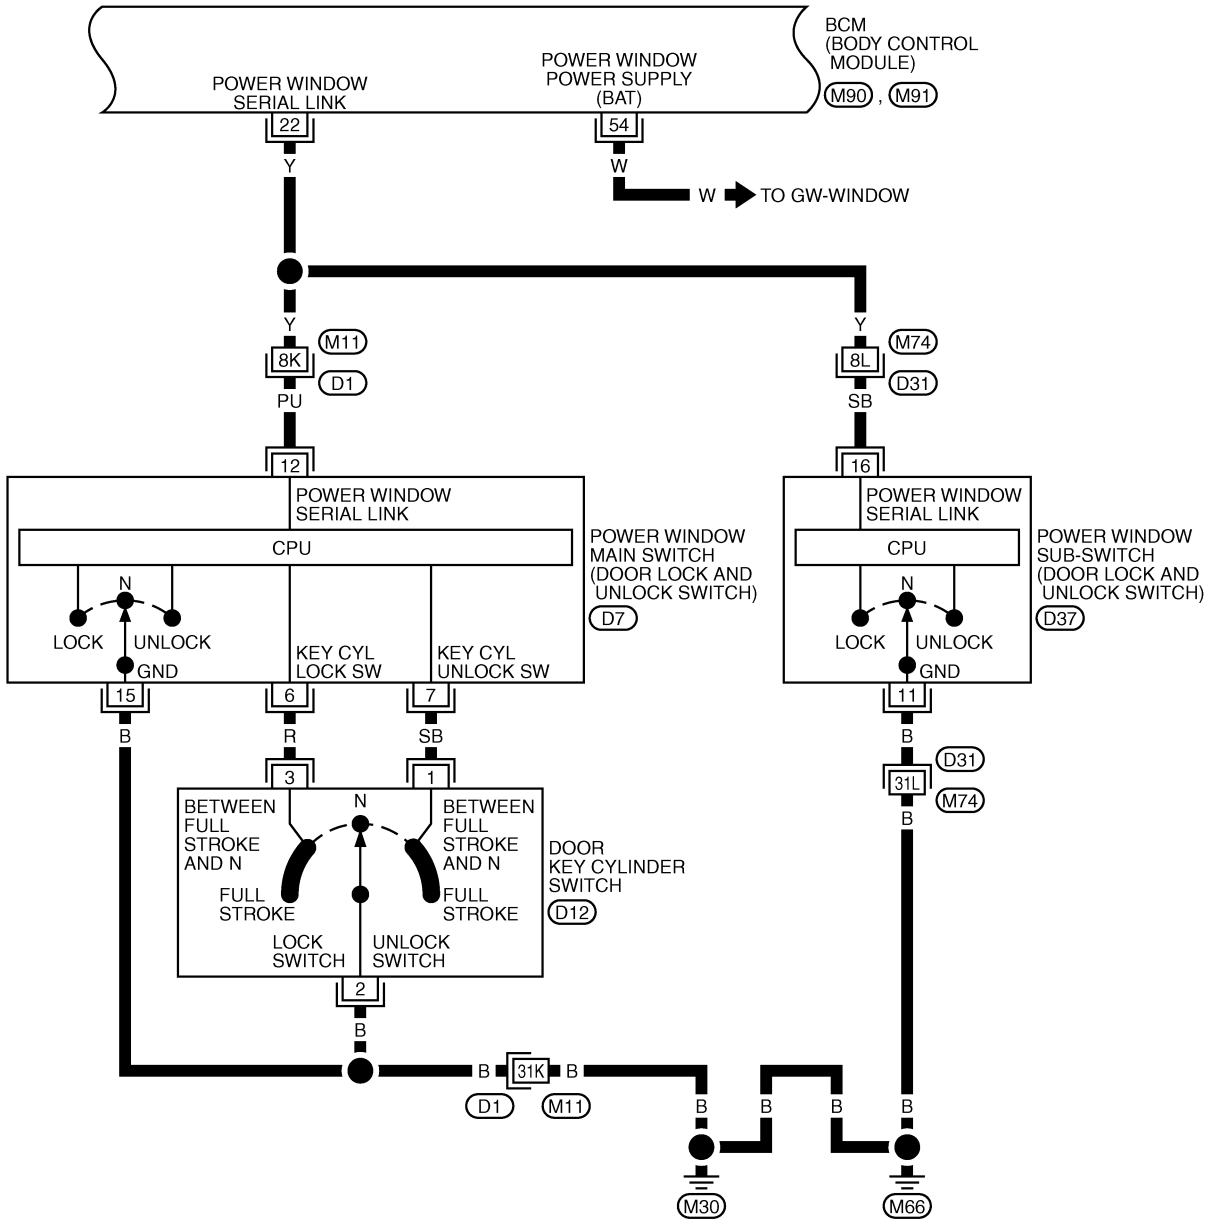 BCM
(BODY CONTROL
MODULE)
M90 , M91
POWER WINDOW
SERIAL LINK
POWER WINDOW
POWER SUPPLY
(BAT)
22
54
Y
W
W
TO GW-WINDOW
Y
Y
M11
8K
D1
PU
M74
8L
D31
SB
12
16
POWER WINDOW
SERIAL LINK
CPU
N
LOCK
UNLOCK
GND
KEY CYL
LOCK SW
KEY CYL
UNLOCK SW
POWER WINDOW
MAIN SWITCH
(DOOR LOCK AND
UNLOCK SWITCH)
D7
POWER WINDOW
SERIAL LINK
CPU
N
LOCK
UNLOCK
GND
POWER WINDOW
SUB-SWITCH
(DOOR LOCK AND
UNLOCK SWITCH)
D37
15
6
7
11
B
R
SB
B
3
1
D31
31L
M74
B
BETWEEN
FULL
STROKE
AND N
N
BETWEEN
FULL
STROKE
AND N
FULL
STROKE
FULL
STROKE
LOCK
SWITCH
UNLOCK
SWITCH
DOOR
KEY CYLINDER
SWITCH
D12
2
B
B
31K
B
D1
M11
B
B
B
B
M30
M66